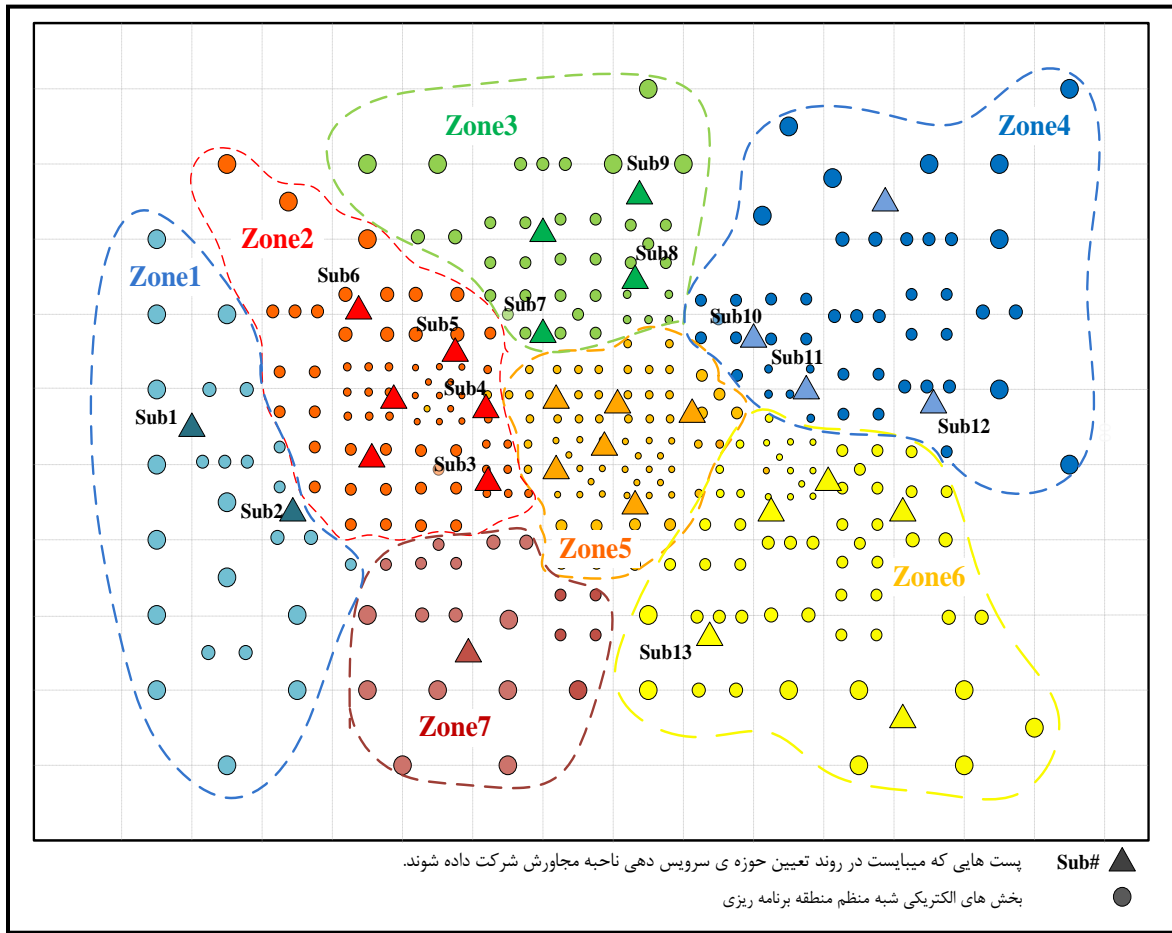 Zone3
Zone4
Sub9
Zone2
Sub8
Zone1
Sub6
Sub7
Sub10
Sub5
Sub11
Sub4
Sub1
Sub12
Sub3
Sub2
Zone5
Zone6
Sub13
Zone7
Sub# پست هایی که میبایست در روند تعیین حوزه ی سرویس دهی ناحبه مجاورش شرکت داده شوند.
بخش های الکتریکی شبه منظم منطقه برنامه ریزی